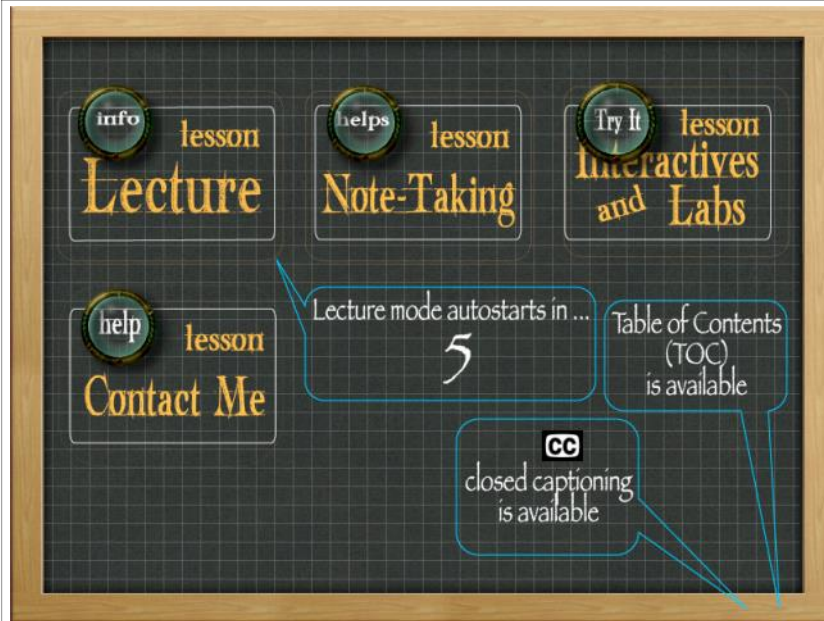 info
lesson
Lecture
helps
lesson
Note-Taking
Try It
lesson
Interactives
and Labs
help
lesson
Contact Me
Lecture mode autostarts in ...
5
Table of Contents
(TOC)
is available
CC
closed captioning
is available